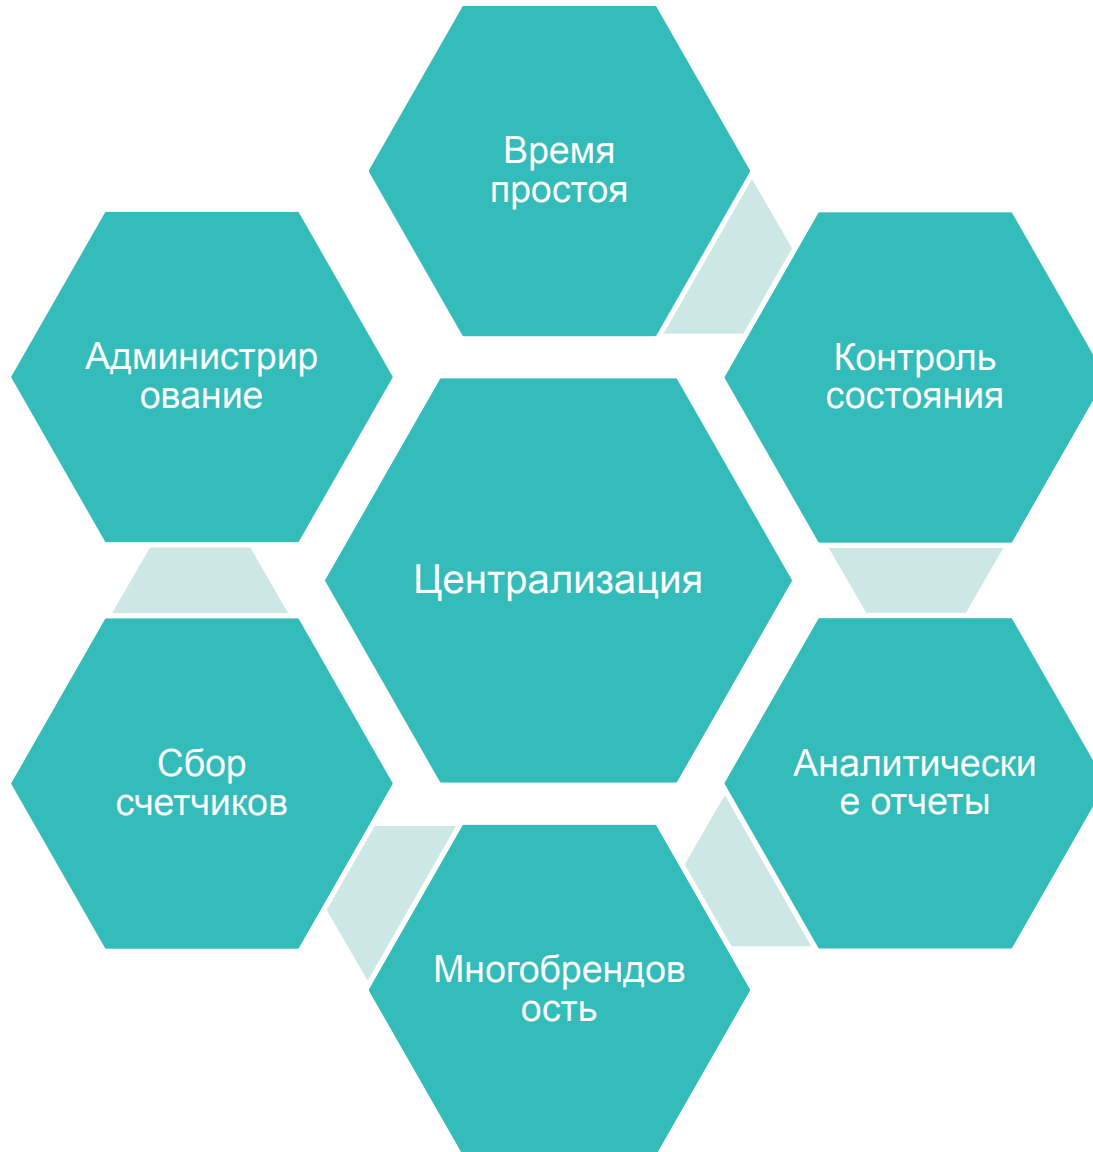 Время
простоя
Администрир
ование
Контроль
состояния
Централизация
Сбор
счетчиков
Аналитически
е отчеты
Многобрендов
ость